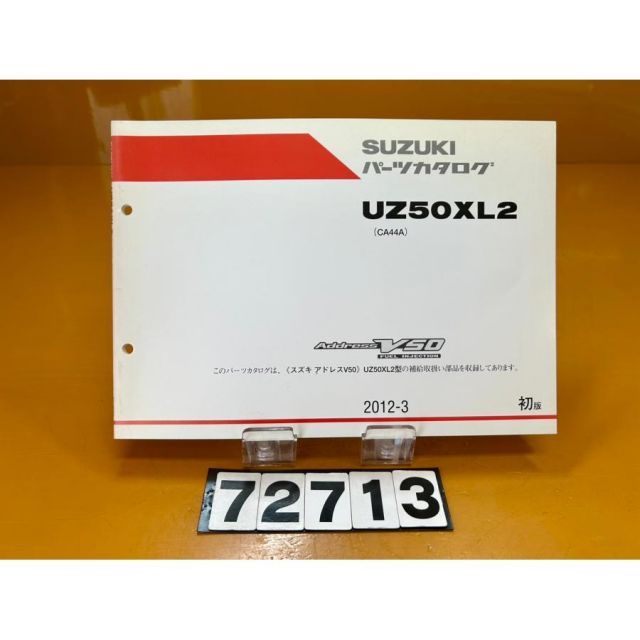 SUZUKI
パーツカタログ
UZ50XL2
(CA44A)
Address V50
FUEL INJECTION
このパーツカタログは、《スズキ アドレスV50》UZ50XL2型の補給取扱い部品を収録してあります。
2012-3
初版
72713